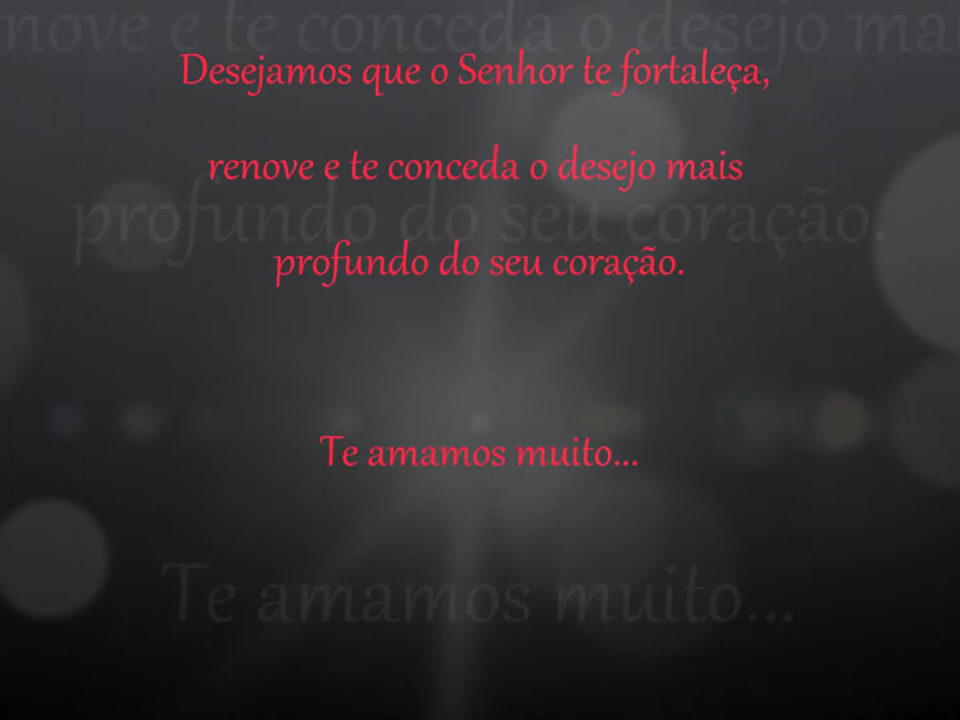 nove e te conceda o desejo mai
Desejamos que o Senhor te fortaleça,
renove e te conceda o desejo mais
profundo do seu coração.
profundo do seu coração.
Te amamos muito...
Te amamos muito...